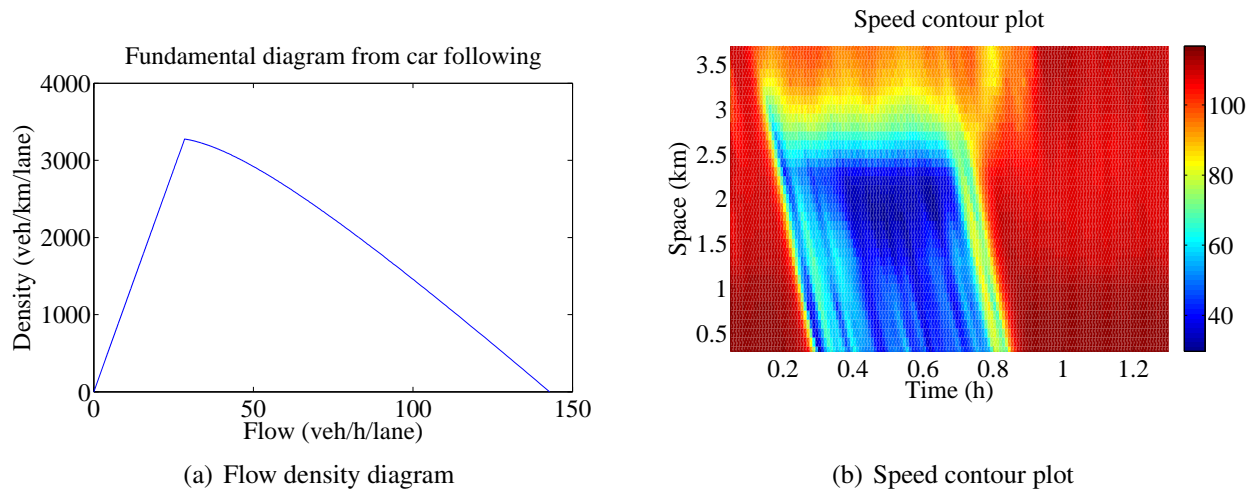 Fundamental diagram from car following
4000
3000
2000
1000
0
Density (veh/km/lane)
0 50 100 150
Flow (veh/h/lane)
(a) Flow density diagram
Speed contour plot
3.5
3
2.5
2
1.5
1
0.5
Space (km)
0.2 0.4 0.6 0.8 1 1.2
Time (h)
100
80
60
40
(b) Speed contour plot